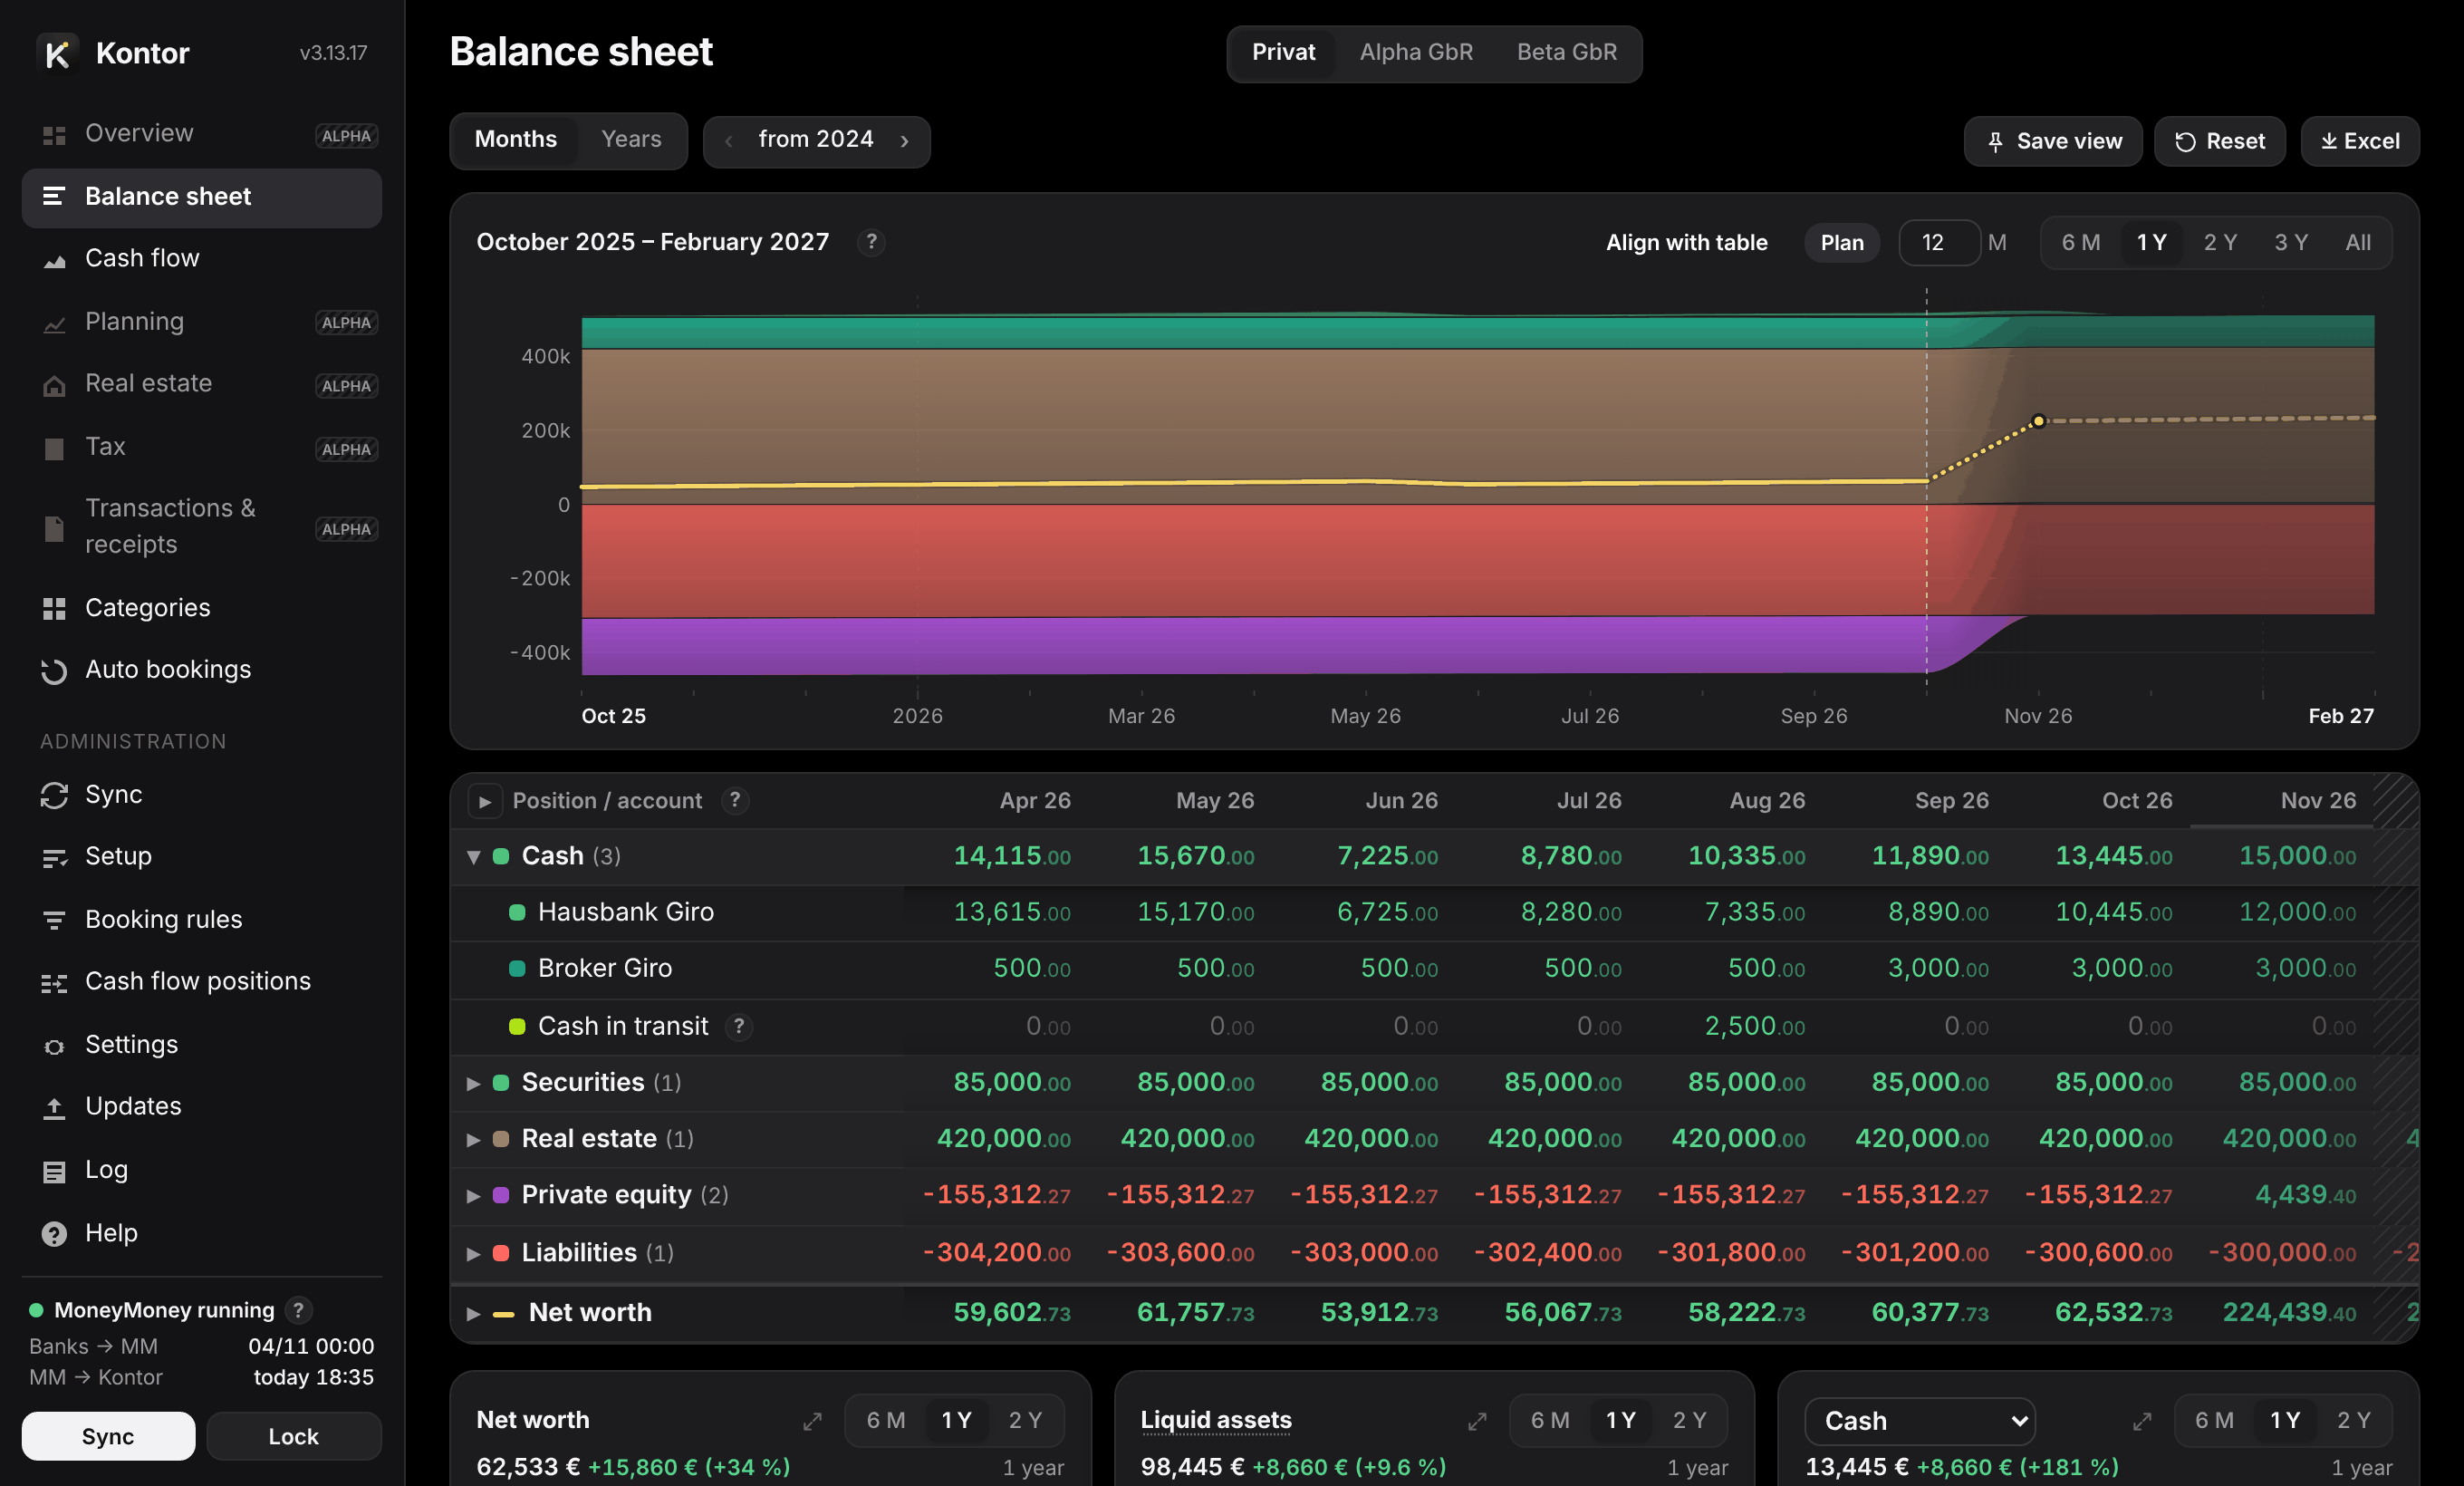 Kontor
v3.13.17
Overview ALPHA
Balance sheet
Cash flow
Planning ALPHA
Real estate ALPHA
Tax ALPHA
Transactions &
receipts ALPHA
Categories
Auto bookings
ADMINISTRATION
Sync
Setup
Booking rules
Cash flow positions
Settings
Updates
Log
Help
MoneyMoney running ?
Banks → MM 04/11 00:00
MM → Kontor today 18:35
Sync Lock
Balance sheet
Privat Alpha GbR Beta GbR
Months Years ‹ from 2024 ›
Save view Reset Excel
October 2025 – February 2027 ?
Align with table Plan 12 M 6 M 1 Y 2 Y 3 Y All
400k
200k
0
-200k
-400k
Oct 25 2026 Mar 26 May 26 Jul 26 Sep 26 Nov 26 Feb 27
Position / account ? Apr 26 May 26 Jun 26 Jul 26 Aug 26 Sep 26 Oct 26 Nov 26
Cash (3) 14,115.00 15,670.00 7,225.00 8,780.00 10,335.00 11,890.00 13,445.00 15,000.00
Hausbank Giro 13,615.00 15,170.00 6,725.00 8,280.00 7,335.00 8,890.00 10,445.00 12,000.00
Broker Giro 500.00 500.00 500.00 500.00 500.00 3,000.00 3,000.00 3,000.00
Cash in transit ? 0.00 0.00 0.00 0.00 2,500.00 0.00 0.00 0.00
Securities (1) 85,000.00 85,000.00 85,000.00 85,000.00 85,000.00 85,000.00 85,000.00 85,000.00
Real estate (1) 420,000.00 420,000.00 420,000.00 420,000.00 420,000.00 420,000.00 420,000.00 420,000.00 4
Private equity (2) -155,312.27 -155,312.27 -155,312.27 -155,312.27 -155,312.27 -155,312.27 -155,312.27 4,439.40
Liabilities (1) -304,200.00 -303,600.00 -303,000.00 -302,400.00 -301,800.00 -301,200.00 -300,600.00 -300,000.00 -2
Net worth 59,602.73 61,757.73 53,912.73 56,067.73 58,222.73 60,377.73 62,532.73 224,439.40 2
Net worth 6 M 1 Y 2 Y
62,533 € +15,860 € (+34 %) 1 year
Liquid assets 6 M 1 Y 2 Y
98,445 € +8,660 € (+9.6 %) 1 year
Cash 6 M 1 Y 2 Y
13,445 € +8,660 € (+181 %) 1 year